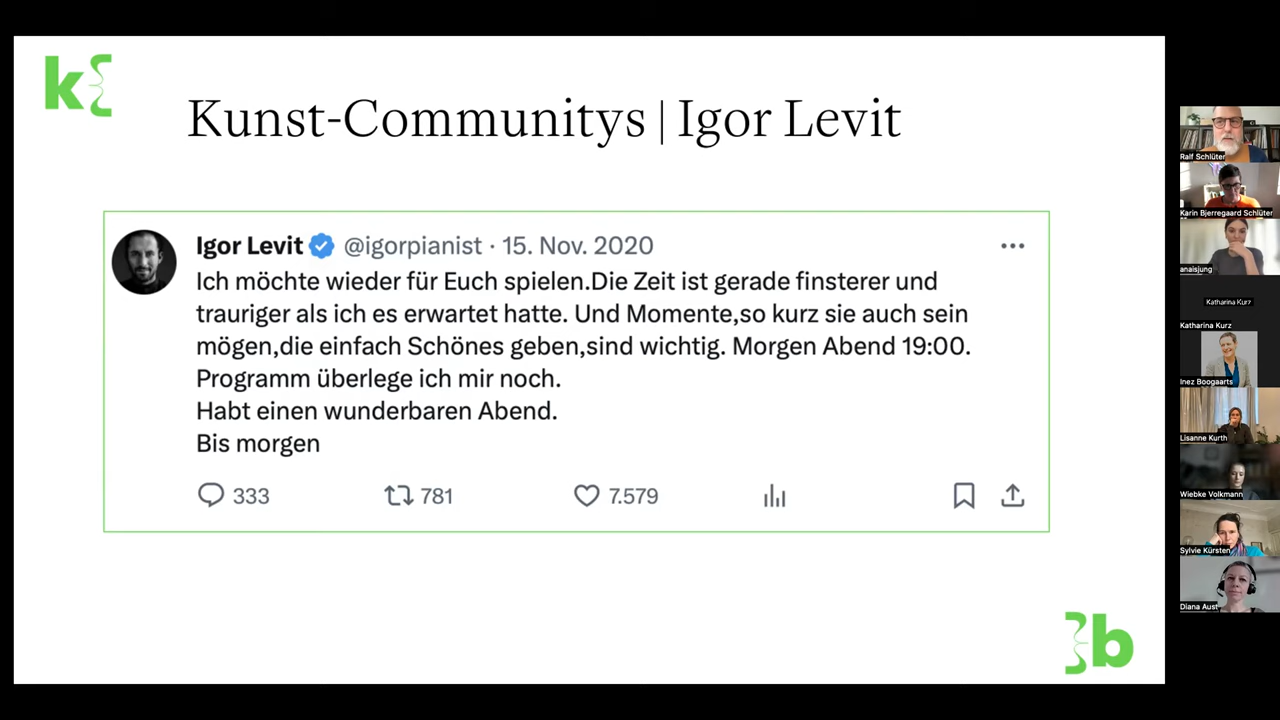 k
Kunst-Communitys | Igor Levit
Igor Levit @igorpianist · 15. Nov. 2020
Ich möchte wieder für Euch spielen.Die Zeit ist gerade finsterer und
trauriger als ich es erwartet hatte. Und Momente,so kurz sie auch sein
mögen,die einfach Schönes geben,sind wichtig. Morgen Abend 19:00.
Programm überlege ich mir noch.
Habt einen wunderbaren Abend.
Bis morgen
333 781 7.579
b
Ralf Schlüter
Karin Bjerregaard Schlüter
anaisjung
Katharina Kurz
Katharina Kurz
Inez Boogaarts
Lisanne Kurth
Wiebke Volkmann
Sylvie Kürsten
Diana Aust